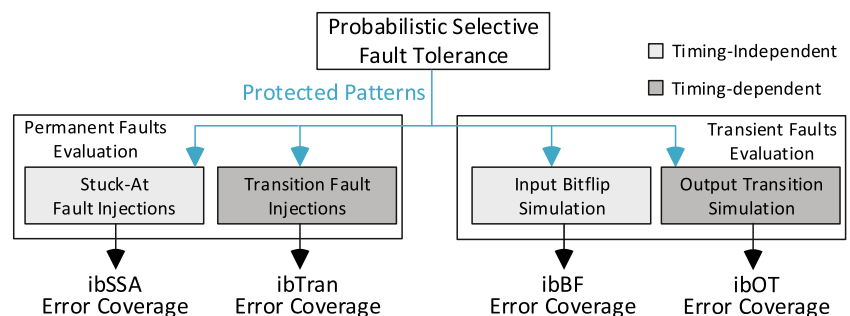 Probabilistic Selective
Fault Tolerance
Timing-Independent
Timing-dependent
Protected Patterns
Permanent Faults
Evaluation
Transient Faults
Evaluation
Stuck-At
Fault Injections
Transition Fault
Injections
Input Bitflip
Simulation
Output Transition
Simulation
ibSSA
Error Coverage
ibTran
Error Coverage
ibBF
Error Coverage
ibOT
Error Coverage